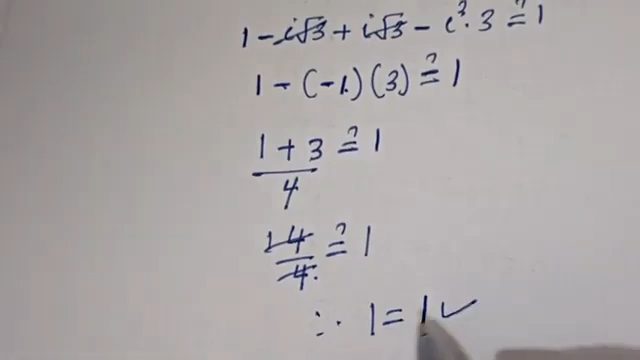 1 - i√3 + i√3 - i²·3 ≟ 1
1 - (-1)(3) ≟ 1
1 + 3 ≟ 1
4
4 ≟ 1
4
∴ 1 = 1 ✓